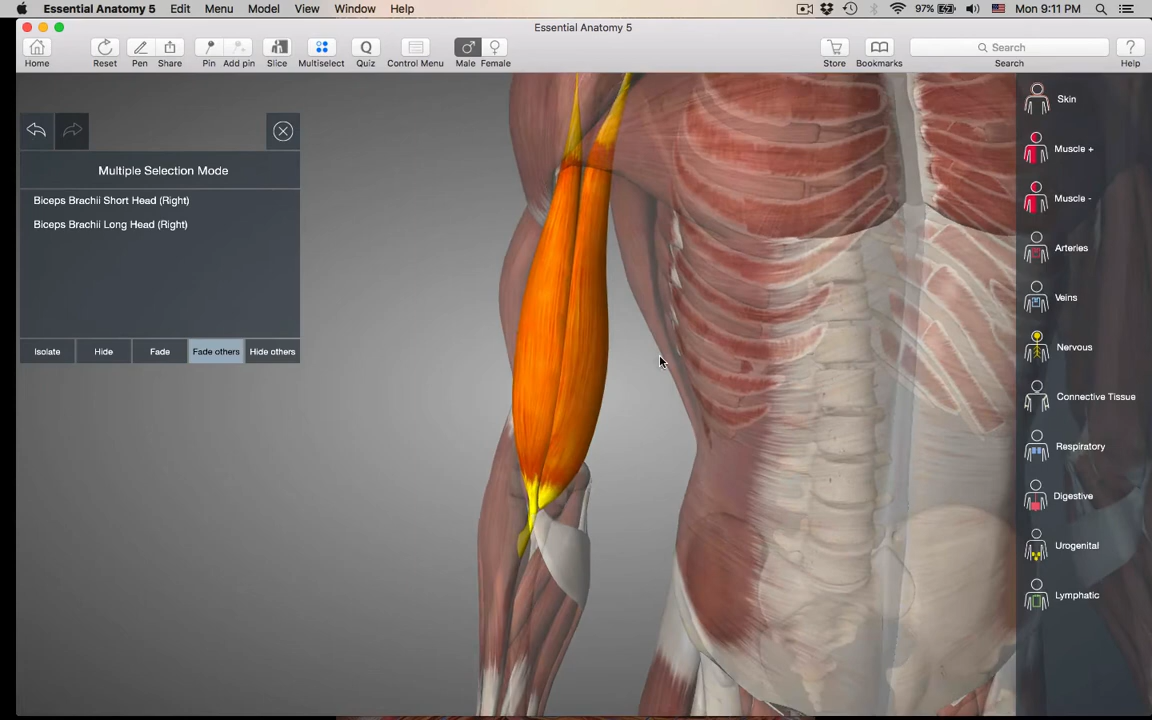 Essential Anatomy 5 Edit Menu Model View Window Help 97% Mon 9:11 PM
Essential Anatomy 5
Home Reset Pen Share Pin Add pin Slice Multiselect Q Quiz Control Menu Male Female Store Bookmarks Search Search ? Help
Multiple Selection Mode
Biceps Brachii Short Head (Right)
Biceps Brachii Long Head (Right)
Isolate Hide Fade Fade others Hide others
Skin
Muscle +
Muscle -
Arteries
Veins
Nervous
Connective Tissue
Respiratory
Digestive
Urogenital
Lymphatic